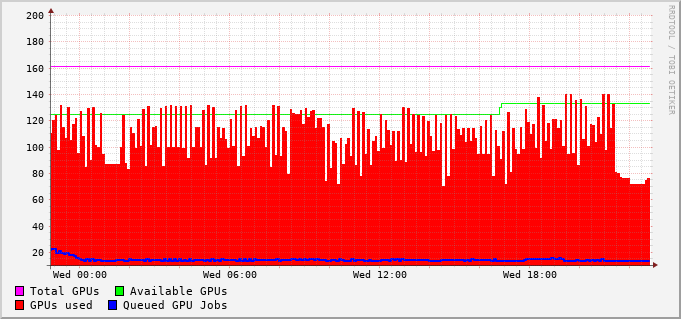 200
180
160
140
120
100
80
60
40
20
Wed 00:00 Wed 06:00 Wed 12:00 Wed 18:00
Total GPUs Available GPUs
GPUs used Queued GPU Jobs
RRDTOOL / TOBI OETIKER